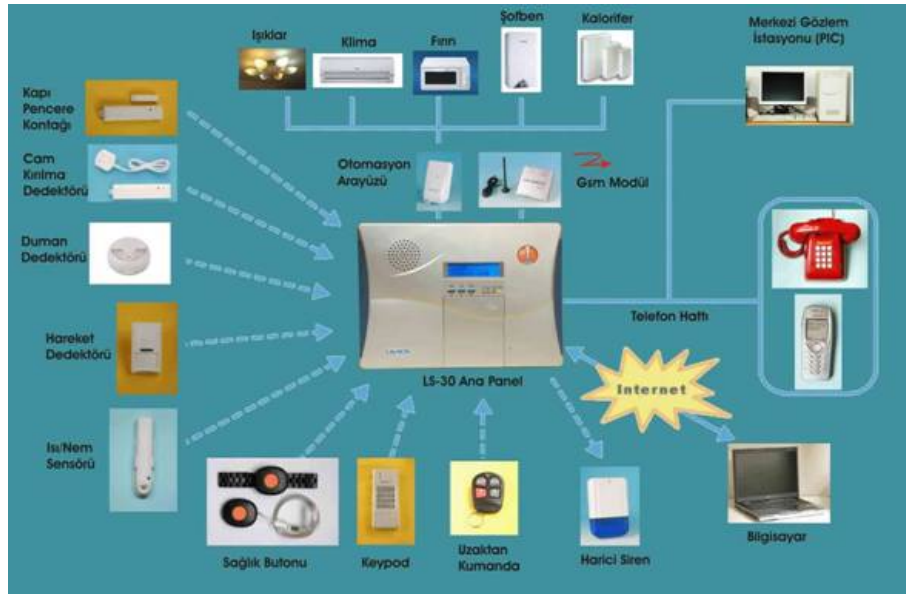 Işıklar
Klima
Fırın
Şofben
Kalorifer
Merkezi Gözlem
İstasyonu (PIC)
Kapı
Pencere
Kontağı
Cam
Kırılma
Dedektörü
Duman
Dedektörü
Hareket
Dedektörü
Isı/Nem
Sensörü
Otomasyon
Arayüzü
Gsm Modül
LS-30 Ana Panel
Telefon Hattı
Internet
Sağlık Butonu
Keypod
Uzaktan
Kumanda
Harici Siren
Bilgisayar